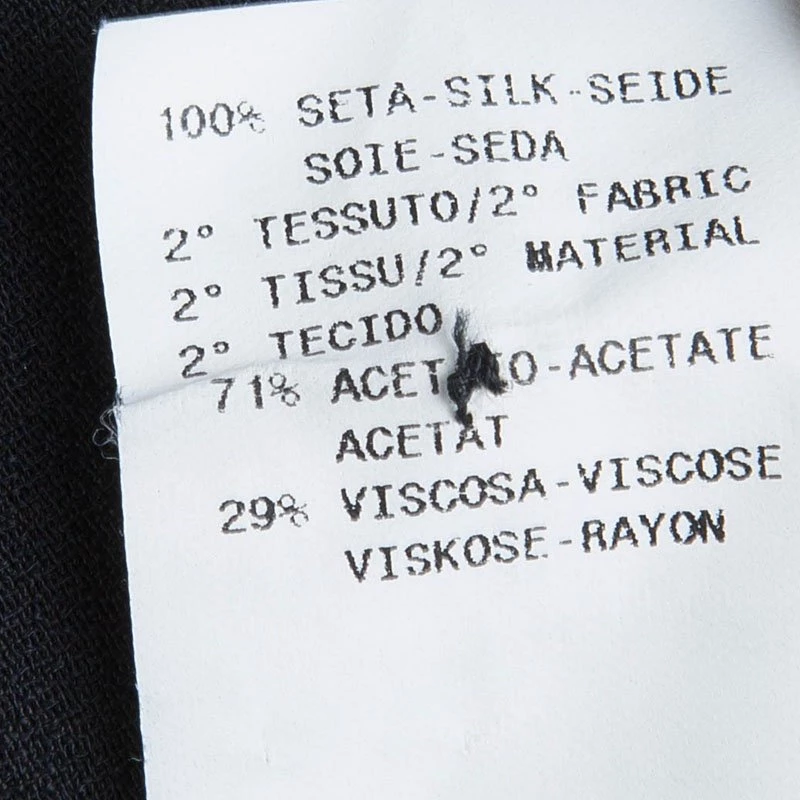 100% SETA-SILK-SEIDE
SOIE-SEDA
2° TESSUTO/2° FABRIC
2° TISSU/2° MATERIAL
2° TECIDO
71% ACETATO-ACETATE
ACETAT
29% VISCOSA-VISCOSE
VISKOSE-RAYON